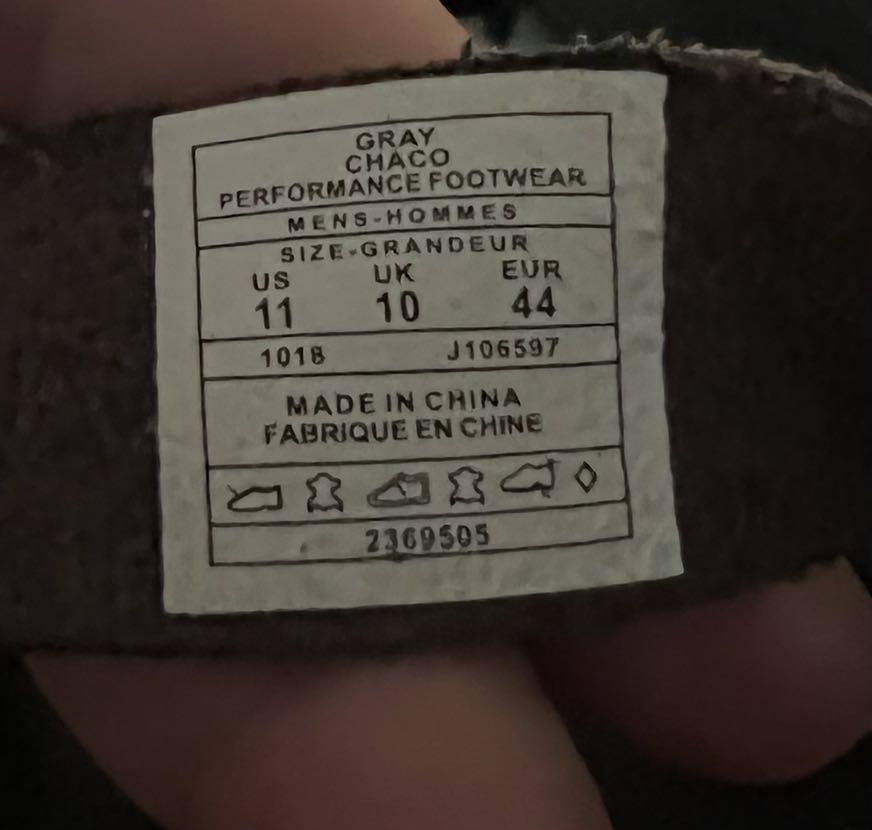 GRAY
CHACO
PERFORMANCE FOOTWEAR
MENS-HOMMES
SIZE-GRANDEUR
US UK EUR
11 10 44
1018 J106597
MADE IN CHINA
FABRIQUE EN CHINE
2369505